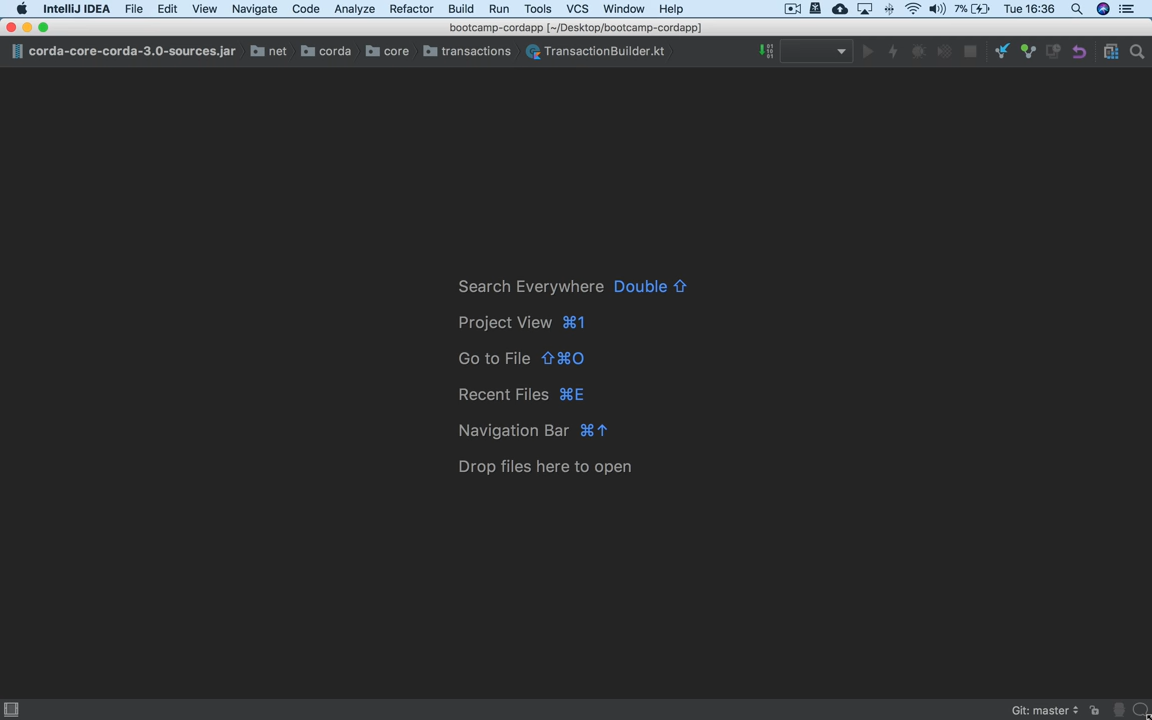 IntelliJ IDEA File Edit View Navigate Code Analyze Refactor Build Run Tools VCS Window Help 7% Tue 16:36
bootcamp-cordapp [~/Desktop/bootcamp-cordapp]
corda-core-corda-3.0-sources.jar net corda core transactions TransactionBuilder.kt
Search Everywhere Double ⇧
Project View ⌘1
Go to File ⇧⌘O
Recent Files ⌘E
Navigation Bar ⌘↑
Drop files here to open
Git: master